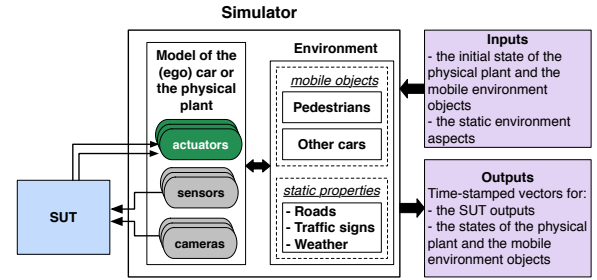 Simulator
Model of the
(ego) car or
the physical
plant
actuators
sensors
cameras
SUT
Environment
mobile objects
Pedestrians
Other cars
static properties
- Roads
- Traffic signs
- Weather
Inputs
- the initial state of the
physical plant and the
mobile environment
objects
- the static environment
aspects
Outputs
Time-stamped vectors for:
- the SUT outputs
- the states of the physical
plant and the mobile
environment objects